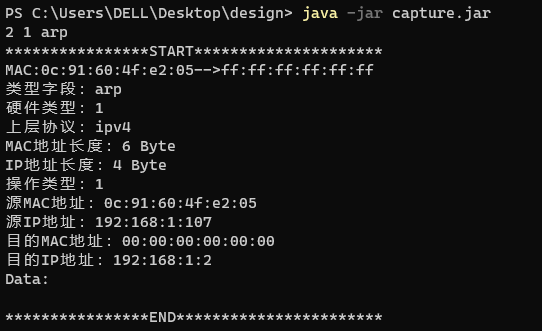 PS C:\Users\DELL\Desktop\design> java -jar capture.jar
2 1 arp
****************START*********************
MAC:0c:91:60:4f:e2:05-->ff:ff:ff:ff:ff:ff
类型字段: arp
硬件类型: 1
上层协议: ipv4
MAC地址长度: 6 Byte
IP地址长度: 4 Byte
操作类型: 1
源MAC地址: 0c:91:60:4f:e2:05
源IP地址: 192:168:1:107
目的MAC地址: 00:00:00:00:00:00
目的IP地址: 192:168:1:2
Data:
****************END***********************